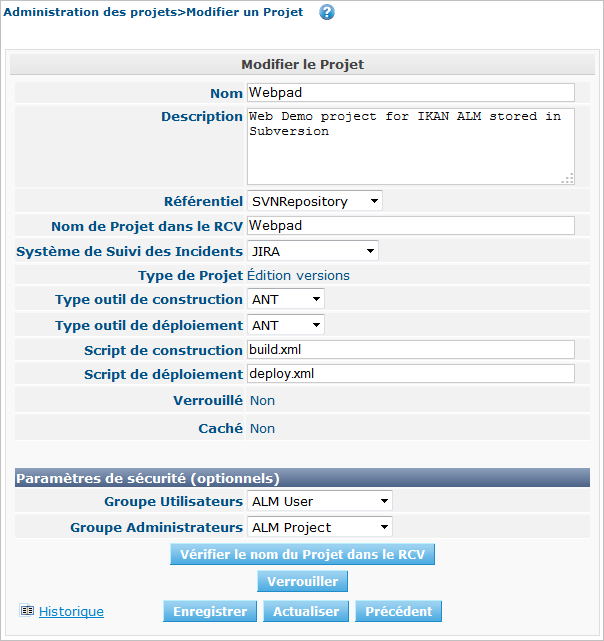 Administration des projets>Modifier un Projet ?
Modifier le Projet
Nom Webpad
Description Web Demo project for IKAN ALM stored in
Subversion
Référentiel SVNRepository
Nom de Projet dans le RCV Webpad
Système de Suivi des Incidents JIRA
Type de Projet Édition versions
Type outil de construction ANT
Type outil de déploiement ANT
Script de construction build.xml
Script de déploiement deploy.xml
Verrouillé Non
Caché Non
Paramètres de sécurité (optionnels)
Groupe Utilisateurs ALM User
Groupe Administrateurs ALM Project
Vérifier le nom du Projet dans le RCV
Verrouiller
Historique Enregistrer Actualiser Précédent